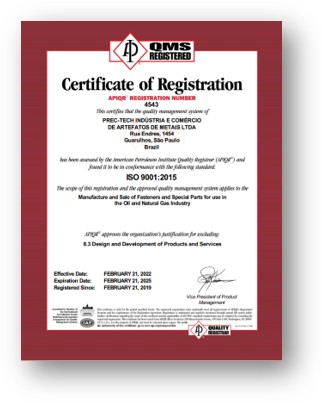 QMS
REGISTERED
Certificate of Registration
APIQR® REGISTRATION NUMBER
4543
This certifies that the quality management system of
PREC-TECH INDÚSTRIA E COMÉRCIO
DE ARTEFATOS DE METAIS LTDA
Rua Endres, 1454
Guarulhos, São Paulo
Brazil
has been assessed by the American Petroleum Institute Quality Registrar (APIQR®) and
found it to be in conformance with the following standard:
ISO 9001:2015
The scope of this registration and the approved quality management system applies to the
Manufacture and Sale of Fasteners and Special Parts for use in
the Oil and Natural Gas Industry
APIQR® approves the organization's justification for excluding:
8.3 Design and Development of Products and Services
Effective Date: FEBRUARY 21, 2022
Expiration Date: FEBRUARY 21, 2025
Registered Since: FEBRUARY 21, 2019
Vice President of Product
Management
QUALITY
REGISTRAR